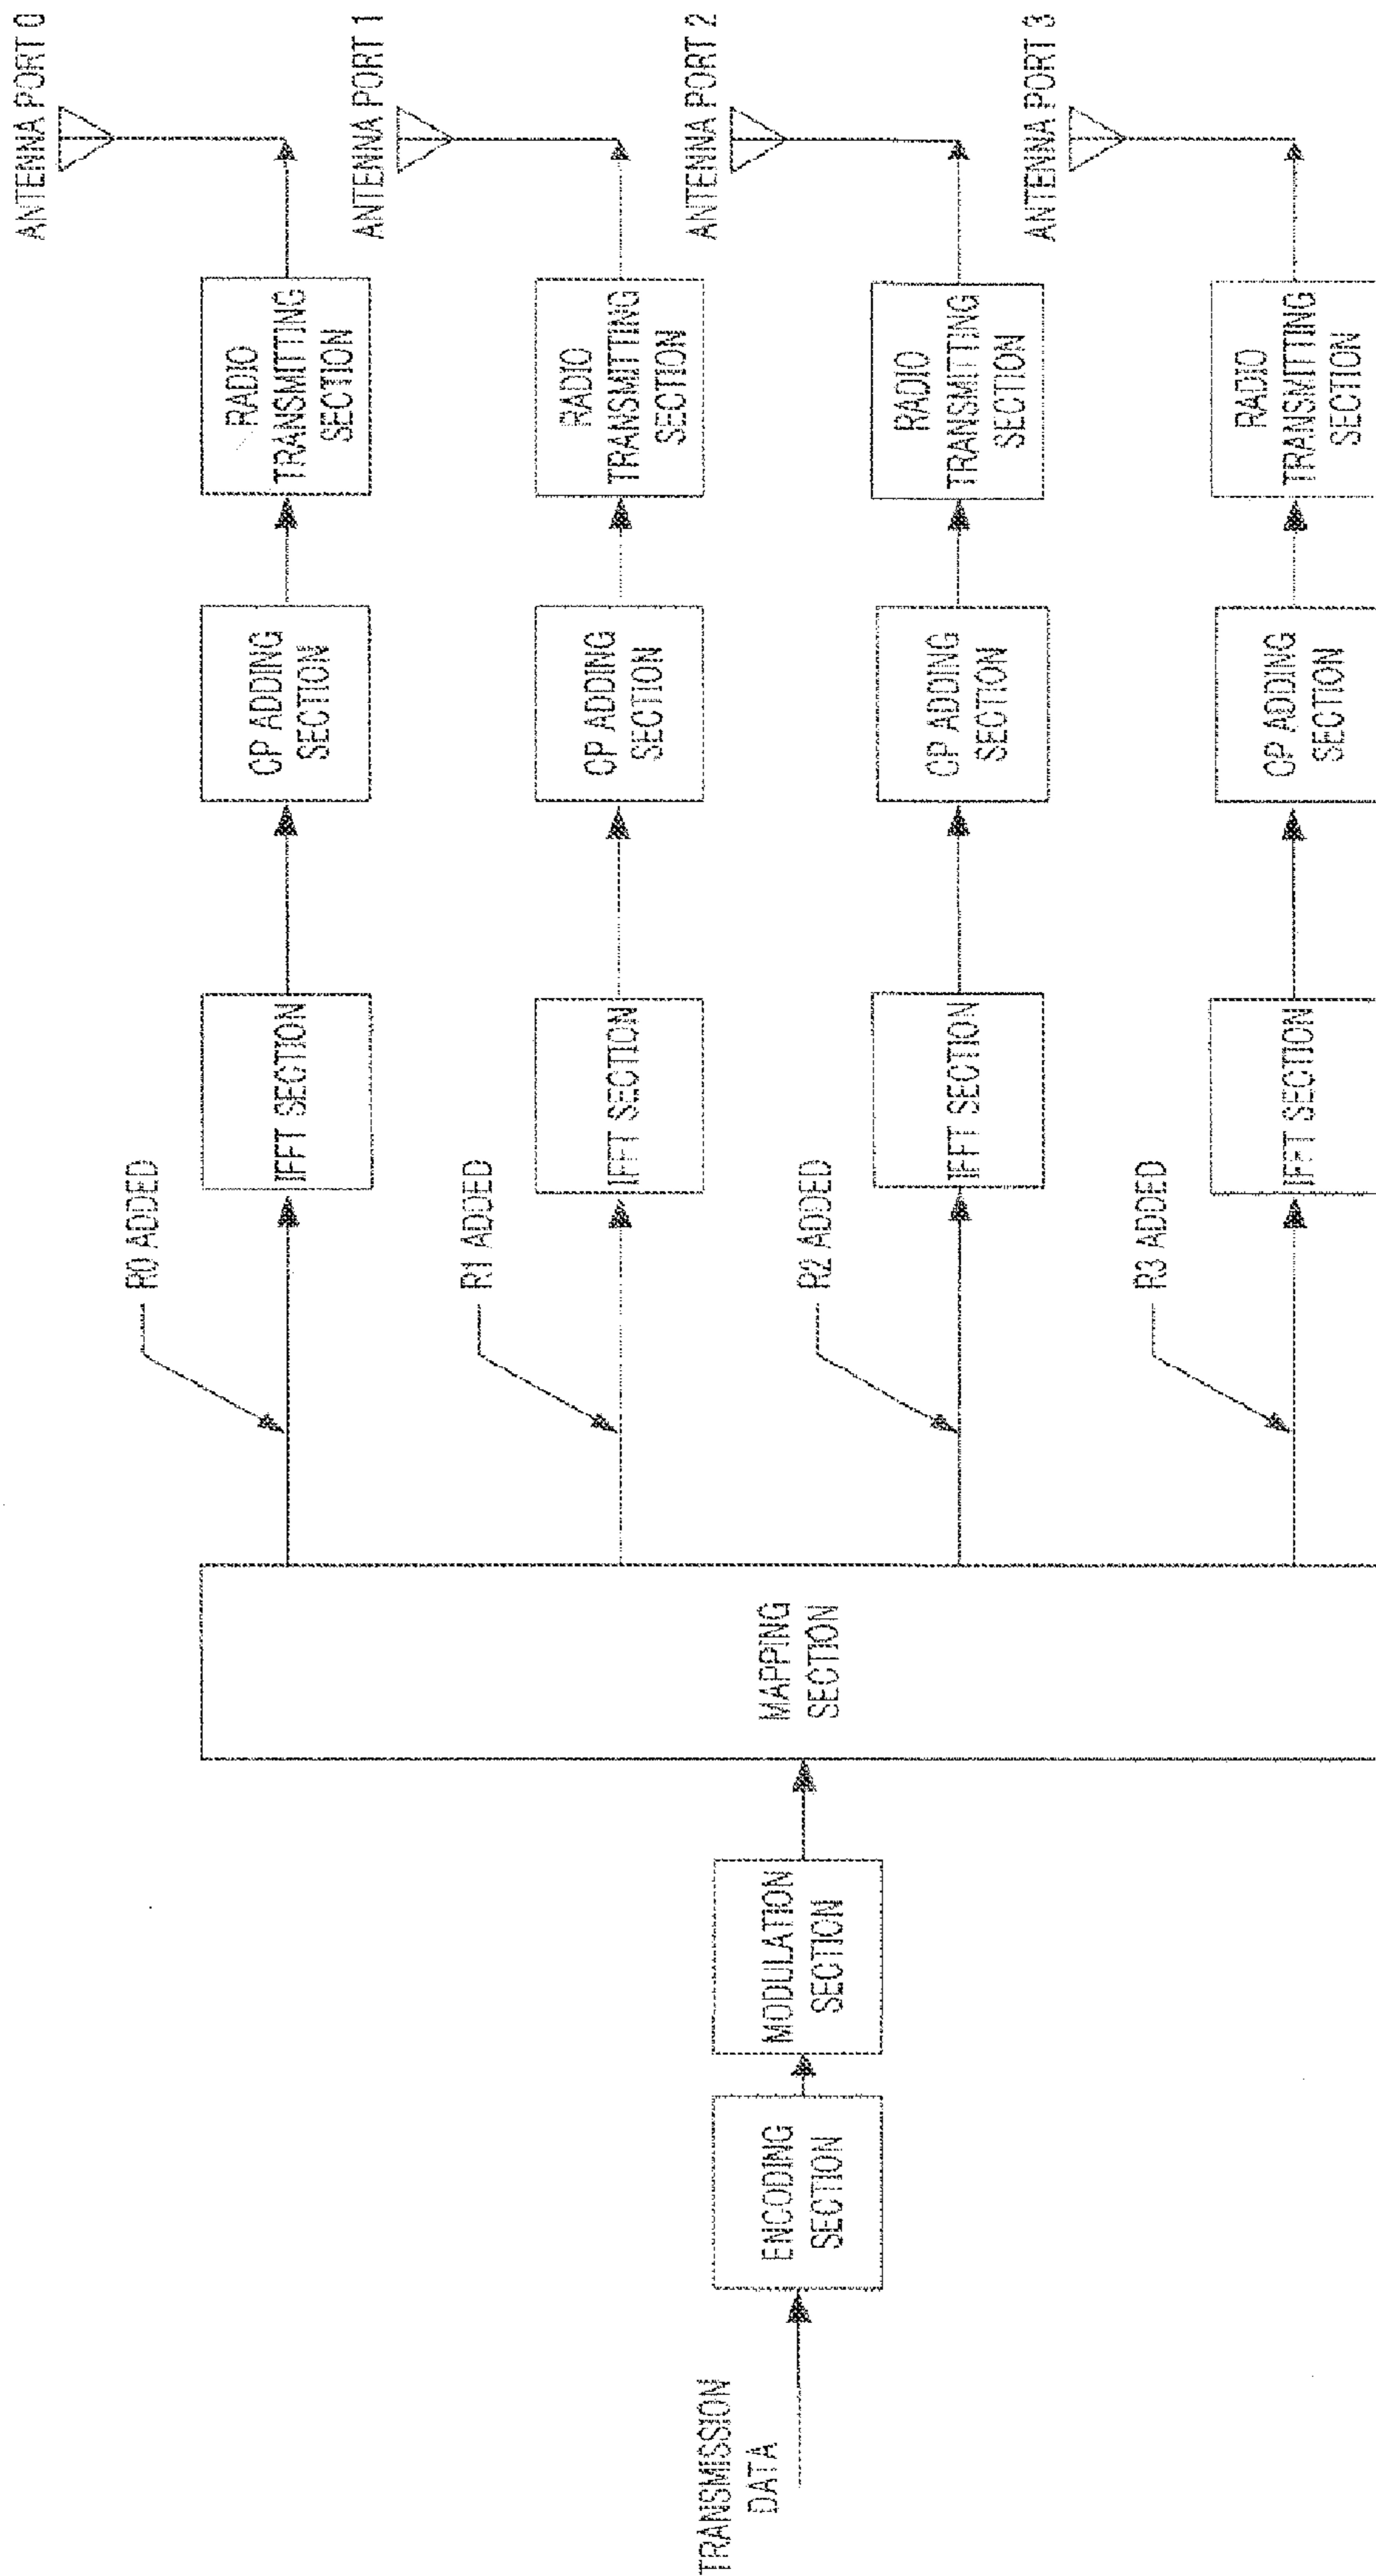 TRANSMISSION
DATA
ENCODING
SECTION
MODULATION
SECTION
MAPPING
SECTION
R0 ADDED
IFFT SECTION
CP ADDING
SECTION
RADIO
TRANSMITTING
SECTION
ANTENNA PORT 0
R1 ADDED
IFFT SECTION
CP ADDING
SECTION
RADIO
TRANSMITTING
SECTION
ANTENNA PORT 1
R2 ADDED
IFFT SECTION
CP ADDING
SECTION
RADIO
TRANSMITTING
SECTION
ANTENNA PORT 2
R3 ADDED
IFFT SECTION
CP ADDING
SECTION
RADIO
TRANSMITTING
SECTION
ANTENNA PORT 3